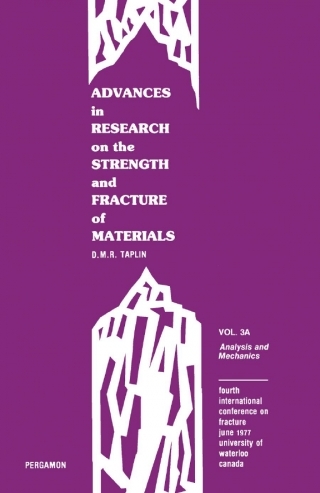 ADVANCES
in
RESEARCH
on the
STRENGTH
and
FRACTURE
of
MATERIALS
D.M.R. TAPLIN
VOL. 3A
Analysis and
Mechanics
fourth
international
conference on
fracture
june 1977
university of
waterloo
canada
PERGAMON